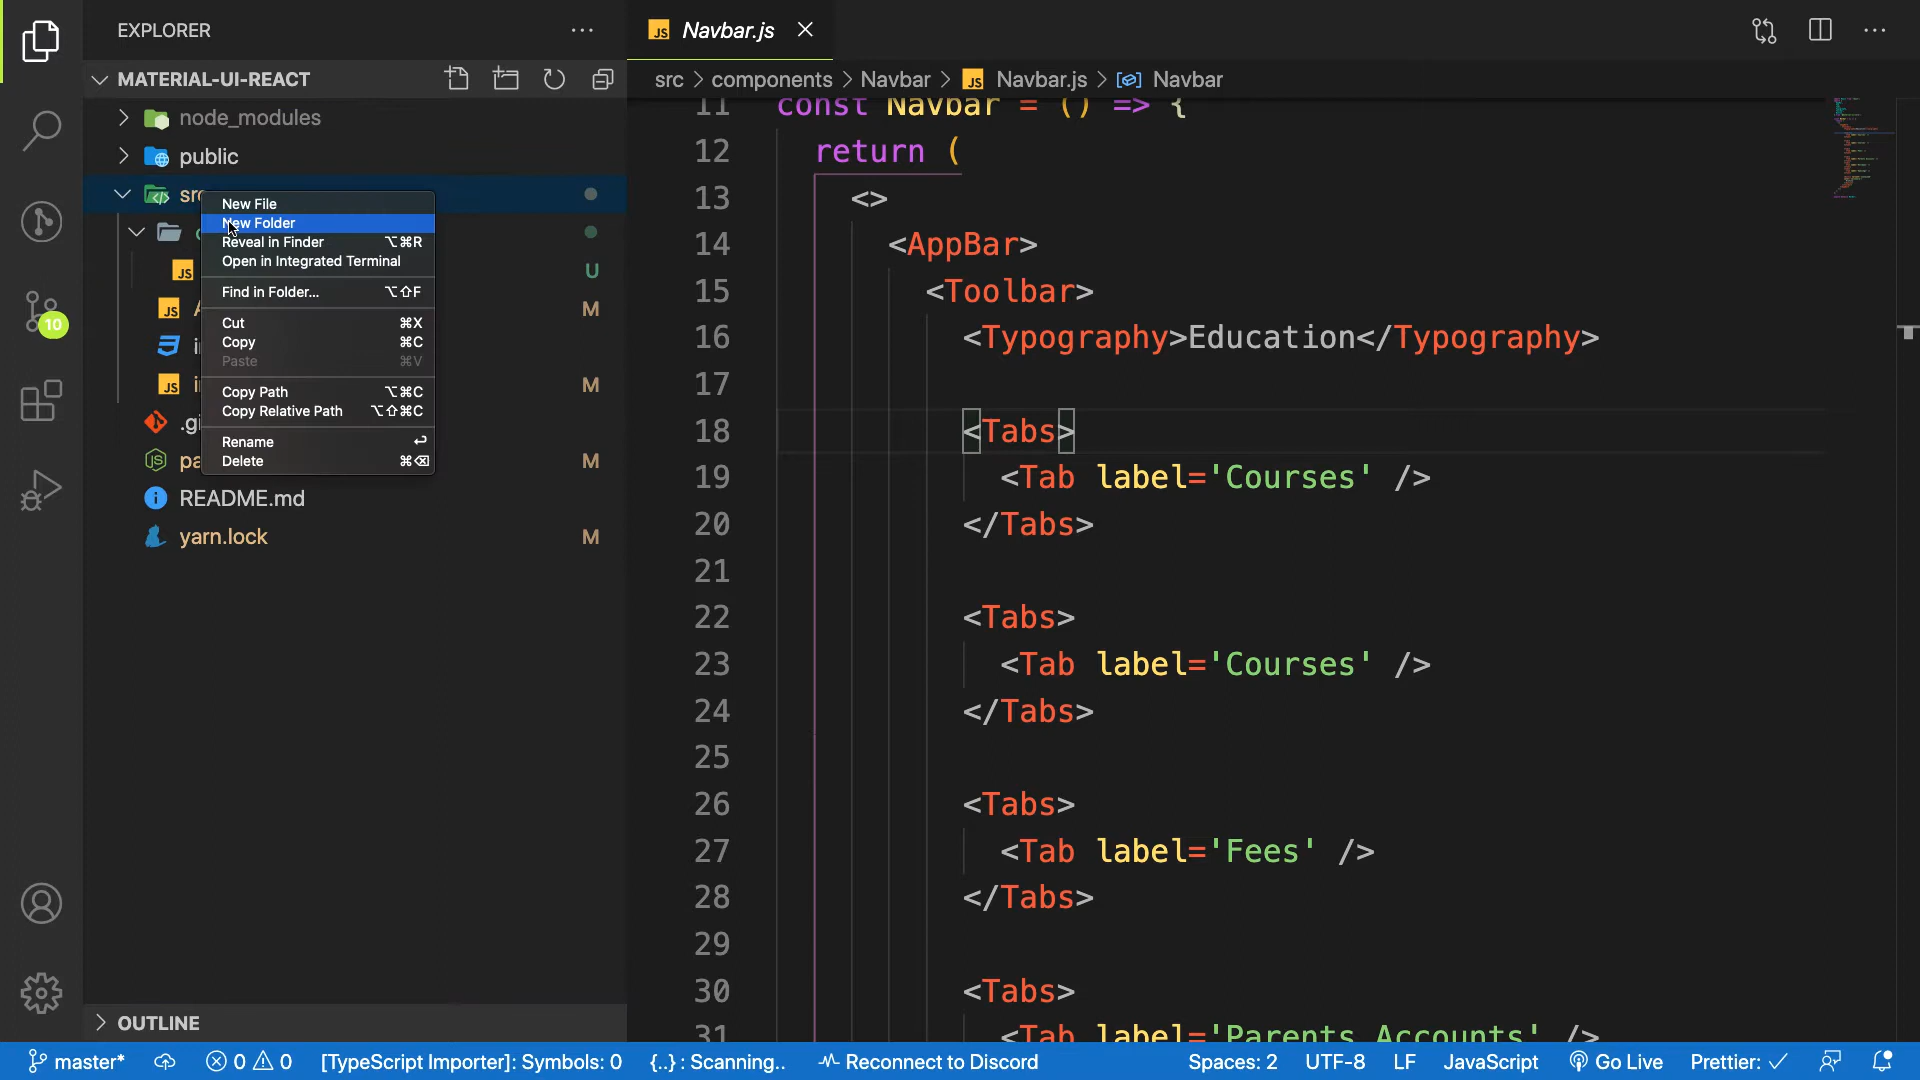 EXPLORER
MATERIAL-UI-REACT
node_modules
public
src
New File
New Folder
Reveal in Finder ⌥⌘R
Open in Integrated Terminal
Find in Folder... ⌥⇧F
Cut ⌘X
Copy ⌘C
Paste ⌘V
Copy Path ⌥⌘C
Copy Relative Path ⌥⇧⌘C
Rename ↩
Delete ⌘⌫
U
M
M
M
README.md
yarn.lock M
10
OUTLINE
JS Navbar.js
src > components > Navbar > JS Navbar.js > Navbar
11 const Navbar = () => {
12 return (
13 <>
14 <AppBar>
15 <Toolbar>
16 <Typography>Education</Typography>
17
18 <Tabs>
19 <Tab label='Courses' />
20 </Tabs>
21
22 <Tabs>
23 <Tab label='Courses' />
24 </Tabs>
25
26 <Tabs>
27 <Tab label='Fees' />
28 </Tabs>
29
30 <Tabs>
31 <Tab label='Parents Accounts' />
master* 0 0 [TypeScript Importer]: Symbols: 0 {..} : Scanning.. Reconnect to Discord Spaces: 2 UTF-8 LF JavaScript Go Live Prettier: ✓